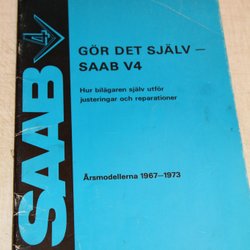 GÖR DET SJÄLV –
SAAB V4
Hur bilägaren själv utför
justeringar och reparationer
Årsmodellerna 1967–1973
SAAB
V4